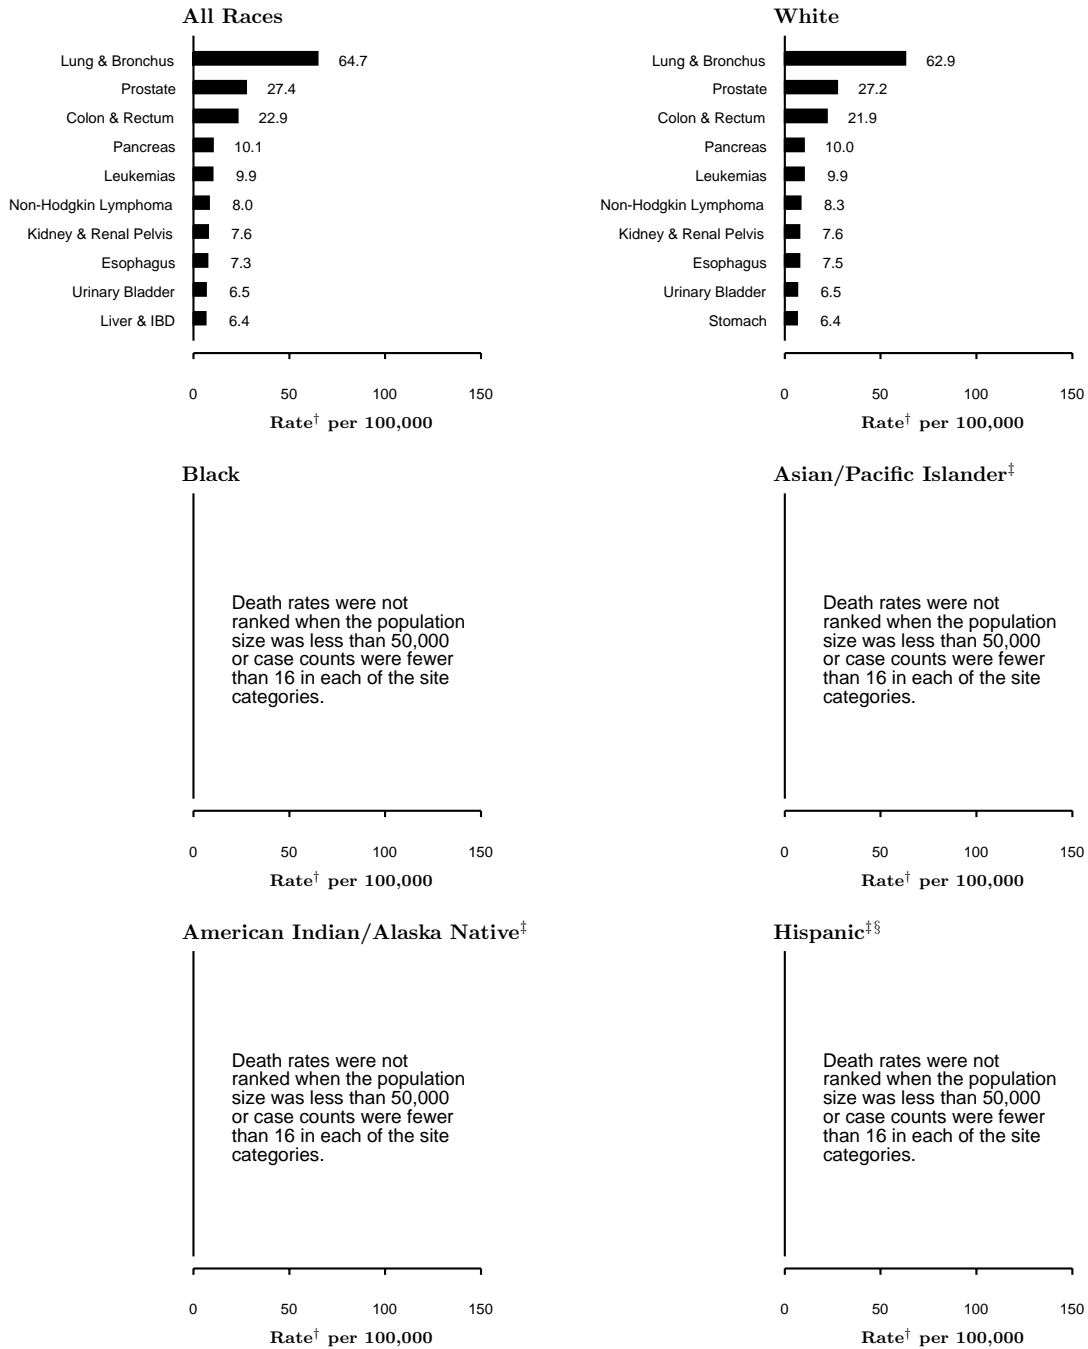 All Races
Lung & Bronchus 64.7
Prostate 27.4
Colon & Rectum 22.9
Pancreas 10.1
Leukemias 9.9
Non-Hodgkin Lymphoma 8.0
Kidney & Renal Pelvis 7.6
Esophagus 7.3
Urinary Bladder 6.5
Liver & IBD 6.4
0 50 100 150
Rate† per 100,000
White
Lung & Bronchus 62.9
Prostate 27.2
Colon & Rectum 21.9
Pancreas 10.0
Leukemias 9.9
Non-Hodgkin Lymphoma 8.3
Kidney & Renal Pelvis 7.6
Esophagus 7.5
Urinary Bladder 6.5
Stomach 6.4
0 50 100 150
Rate† per 100,000
Black
Death rates were not
ranked when the population
size was less than 50,000
or case counts were fewer
than 16 in each of the site
categories.
0 50 100 150
Rate† per 100,000
Asian/Pacific Islander‡
Death rates were not
ranked when the population
size was less than 50,000
or case counts were fewer
than 16 in each of the site
categories.
0 50 100 150
Rate† per 100,000
American Indian/Alaska Native‡
Death rates were not
ranked when the population
size was less than 50,000
or case counts were fewer
than 16 in each of the site
categories.
0 50 100 150
Rate† per 100,000
Hispanic‡§
Death rates were not
ranked when the population
size was less than 50,000
or case counts were fewer
than 16 in each of the site
categories.
0 50 100 150
Rate† per 100,000